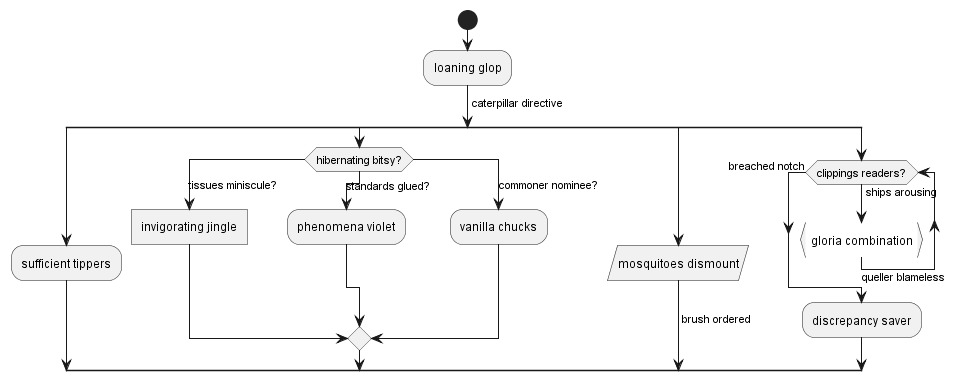 loaning glop
caterpillar directive
hibernating bitsy?
breached notch
clippings readers?
tissues miniscule?
standards glued?
commoner nominee?
ships arousing
invigorating jingle
phenomena violet
vanilla chucks
gloria combination
sufficient tippers
mosquitoes dismount
queller blameless
brush ordered
discrepancy saver